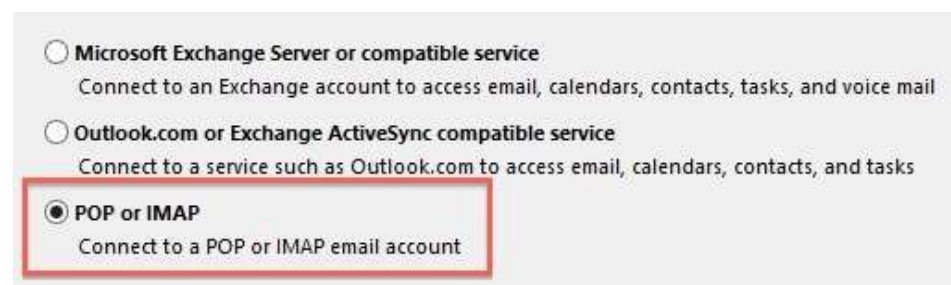 Microsoft Exchange Server or compatible service
Connect to an Exchange account to access email, calendars, contacts, tasks, and voice mail
Outlook.com or Exchange ActiveSync compatible service
Connect to a service such as Outlook.com to access email, calendars, contacts, and tasks
POP or IMAP
Connect to a POP or IMAP email account